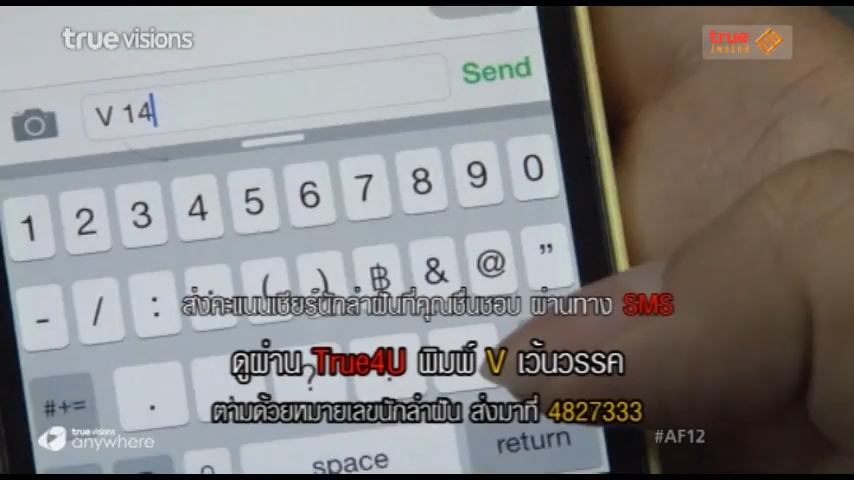 true visions
true
INSIDE
Send
V 14
1 2 3 4 5 6 7 8 9 0
- / : ( ) ฿ & @ "
ส่งคะแนนเชียร์นักล่าฝันที่คุณชื่นชอบ ผ่านทาง SMS
ดูผ่าน True4U พิมพ์ V เว้นวรรค
#+= . ?
ตามด้วยหมายเลขนักล่าฝัน ส่งมาที่ 4827333
true visions
anywhere
#AF12
space return